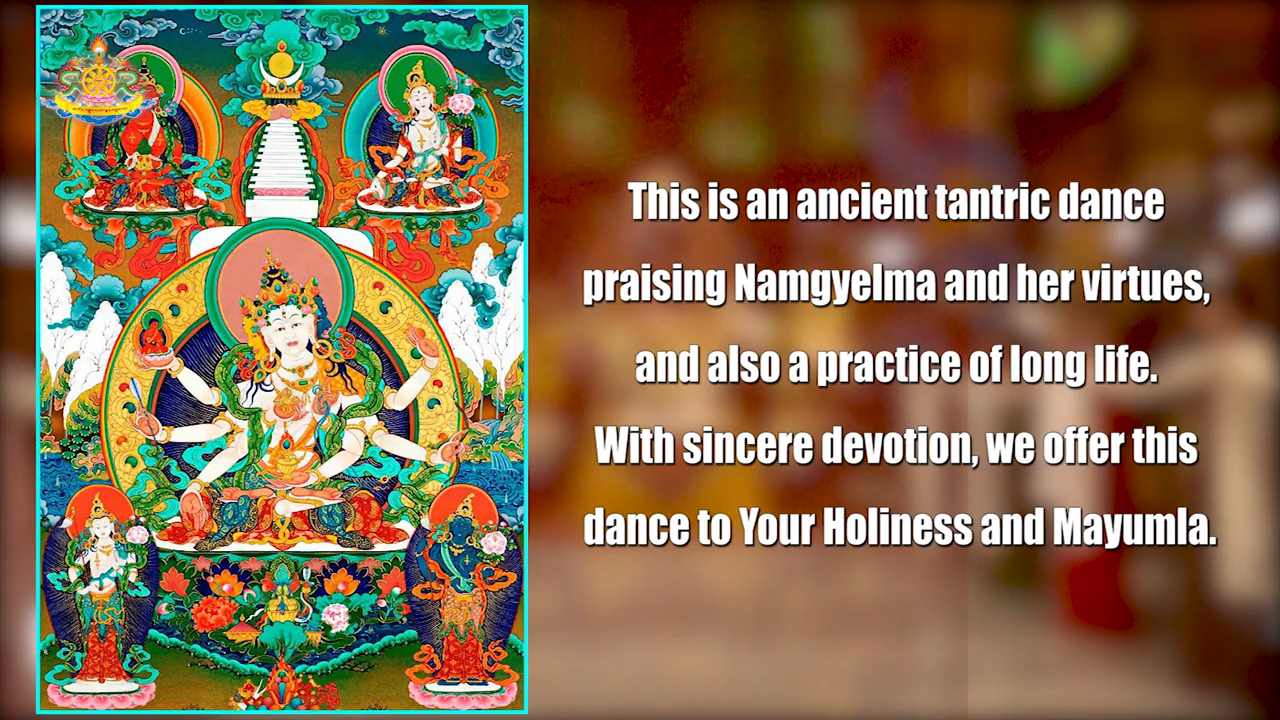 This is an ancient tantric dance
praising Namgyelma and her virtues,
and also a practice of long life.
With sincere devotion, we offer this
dance to Your Holiness and Mayumla.